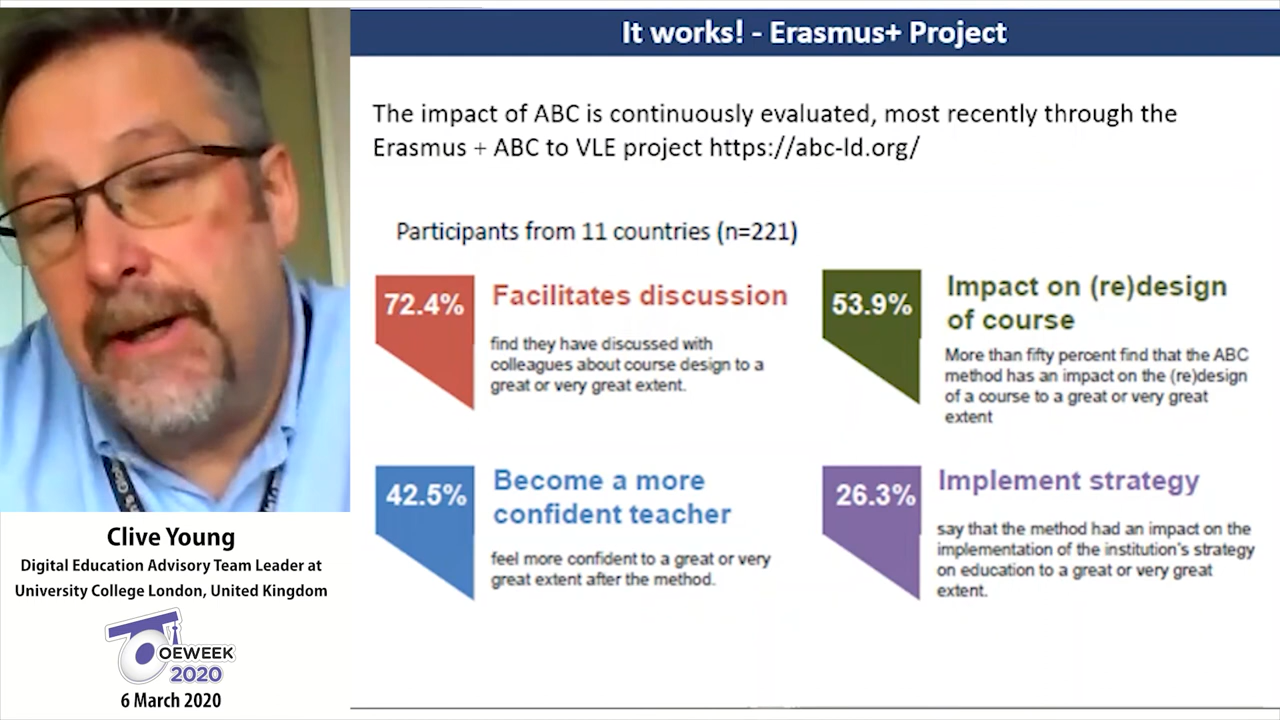 It works! - Erasmus+ Project
The impact of ABC is continuously evaluated, most recently through the
Erasmus + ABC to VLE project https://abc-ld.org/
Participants from 11 countries (n=221)
72.4%
Facilitates discussion
find they have discussed with
colleagues about course design to a
great or very great extent.
53.9%
Impact on (re)design
of course
More than fifty percent find that the ABC
method has an impact on the (re)design
of a course to a great or very great
extent
42.5%
Become a more
confident teacher
feel more confident to a great or very
great extent after the method.
26.3%
Implement strategy
say that the method had an impact on the
implementation of the institution's strategy
on education to a great or very great
extent.
Clive Young
Digital Education Advisory Team Leader at
University College London, United Kingdom
OEWEEK
2020
6 March 2020